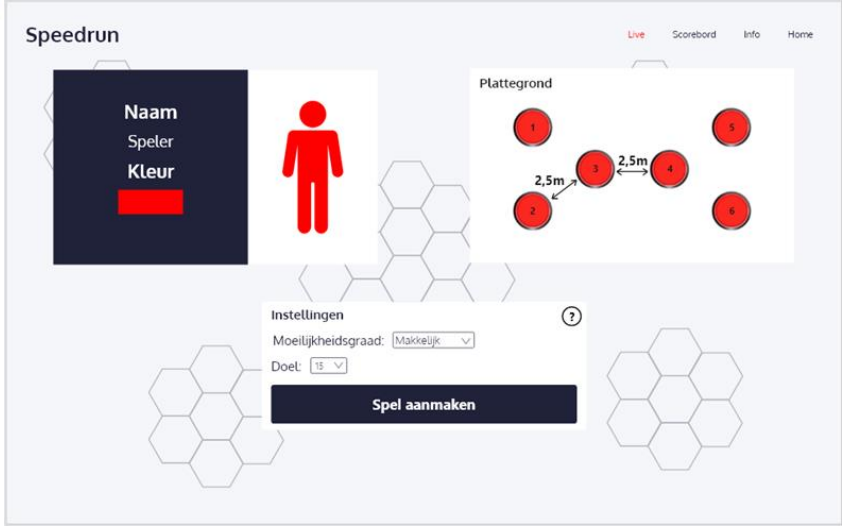 Speedrun
Live Scorebord Info Home
Naam
Speler
Kleur
Plattegrond
1
5
3
2,5m
4
2,5m
2
6
Instellingen
?
Moeilijkheidsgraad: Makkelijk
Doel: 15
Spel aanmaken